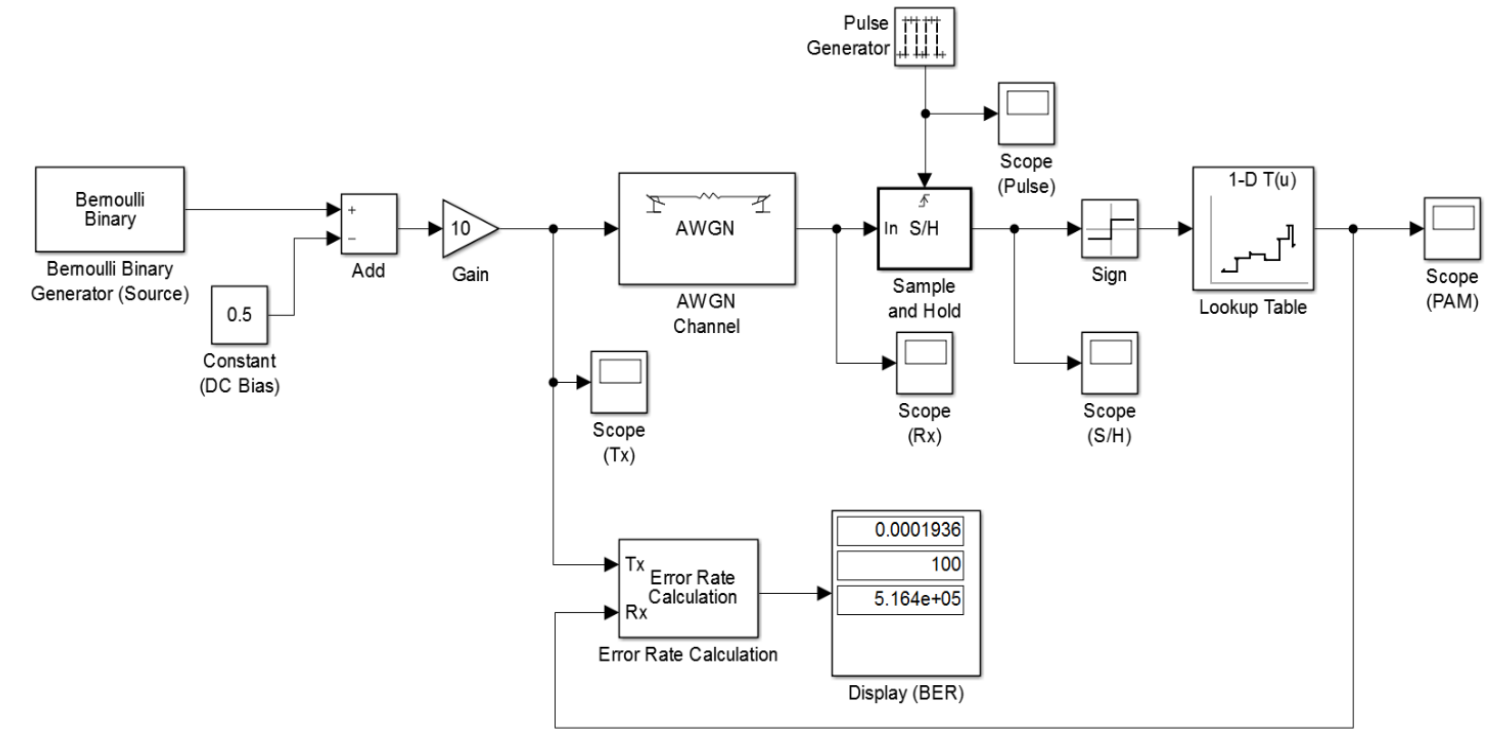 Pulse
Generator
Scope
(Pulse)
Bernoulli
Binary
Bernoulli Binary
Generator (Source)
0.5
Constant
(DC Bias)
+
−
Add
10
Gain
AWGN
AWGN
Channel
In S/H
Sample
and Hold
Sign
1-D T(u)
Lookup Table
Scope
(PAM)
Scope
(Tx)
Scope
(Rx)
Scope
(S/H)
Tx
Rx
Error Rate
Calculation
Error Rate Calculation
0.0001936
100
5.164e+05
Display (BER)